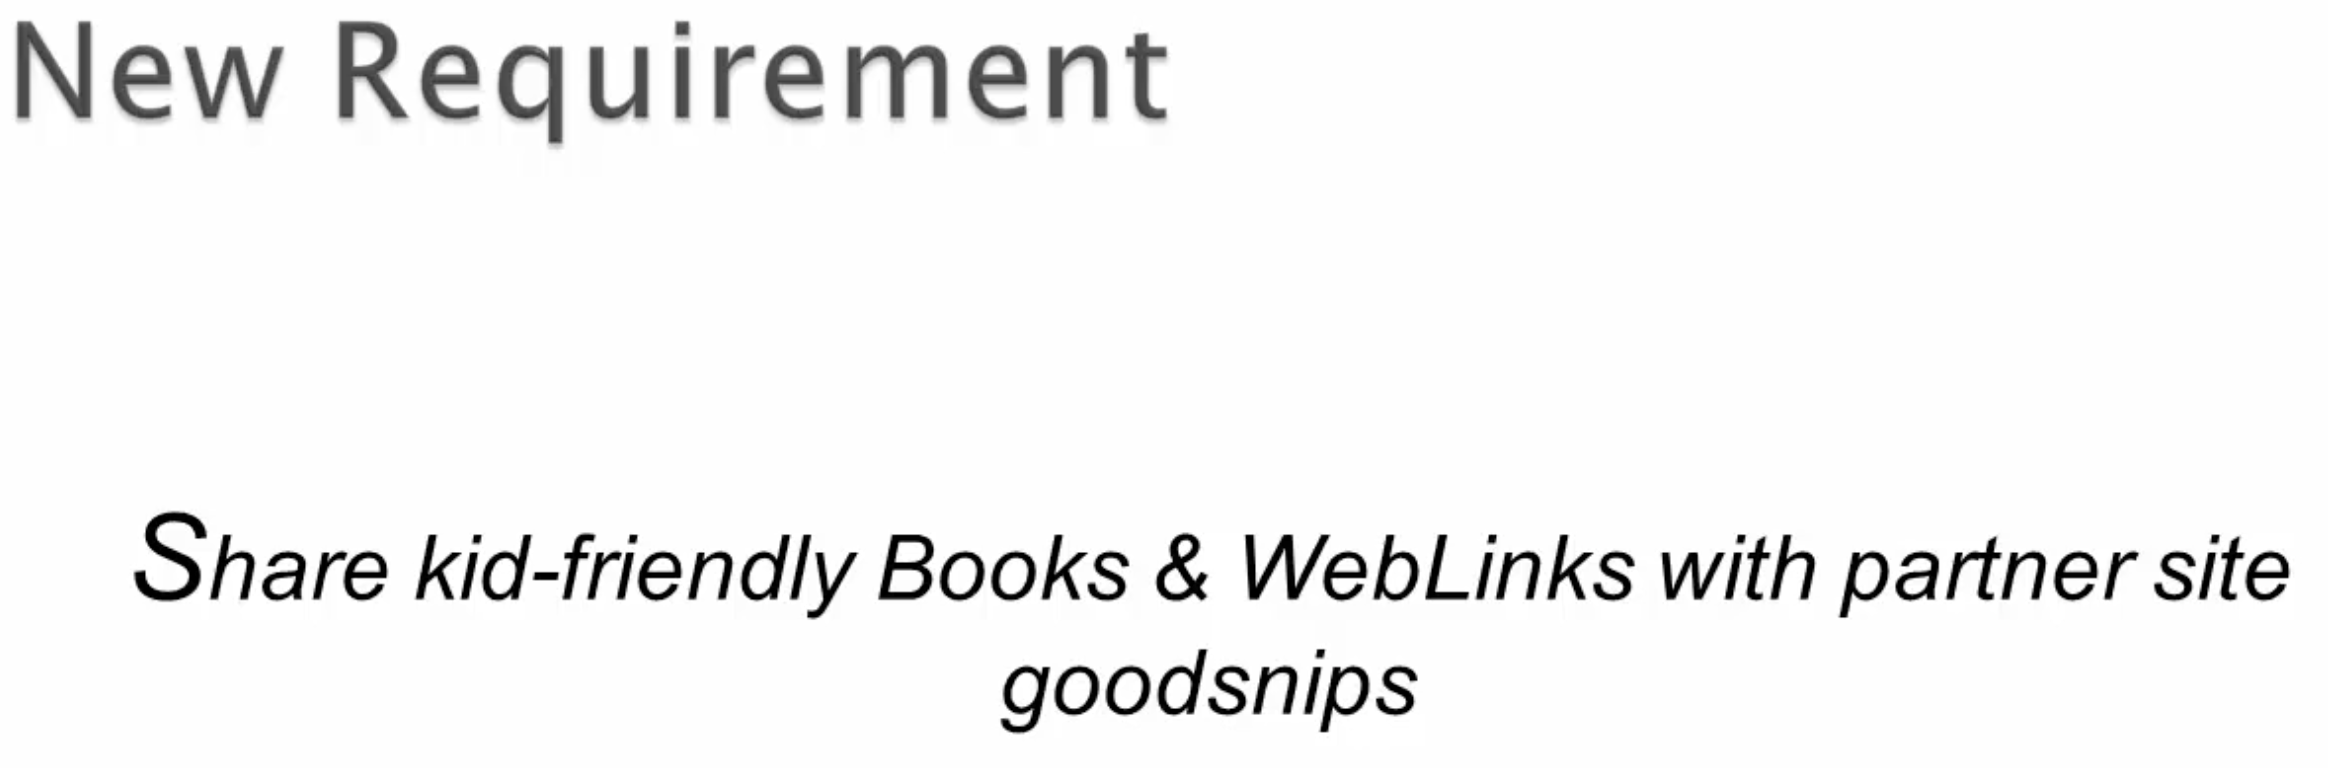 New Requirement
Share kid-friendly Books & WebLinks with partner site
goodsnips